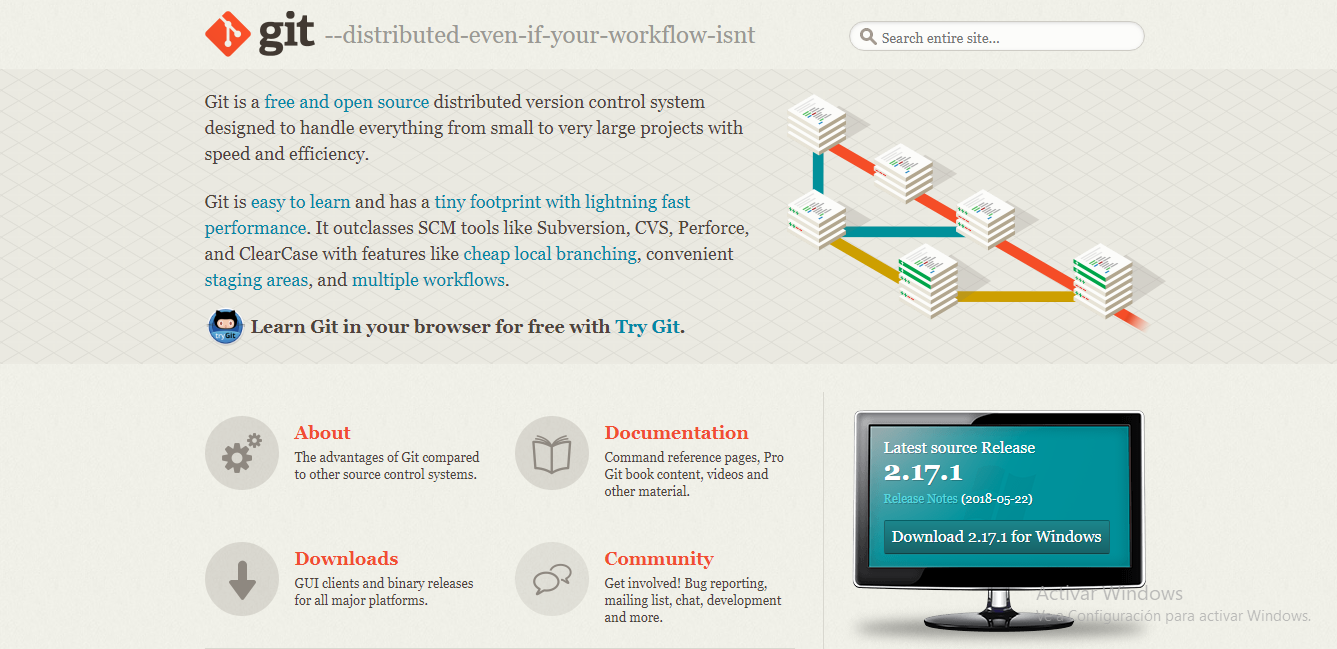 git --distributed-even-if-your-workflow-isnt
Search entire site...
Git is a free and open source distributed version control system
designed to handle everything from small to very large projects with
speed and efficiency.
Git is easy to learn and has a tiny footprint with lightning fast
performance. It outclasses SCM tools like Subversion, CVS, Perforce,
and ClearCase with features like cheap local branching, convenient
staging areas, and multiple workflows.
tryGit
Learn Git in your browser for free with Try Git.
About
The advantages of Git compared
to other source control systems.
Documentation
Command reference pages, Pro
Git book content, videos and
other material.
Downloads
GUI clients and binary releases
for all major platforms.
Community
Get involved! Bug reporting,
mailing list, chat, development
and more.
Latest source Release
2.17.1
Release Notes (2018-05-22)
Download 2.17.1 for Windows
Activar Windows
Ve a Configuración para activar Windows.